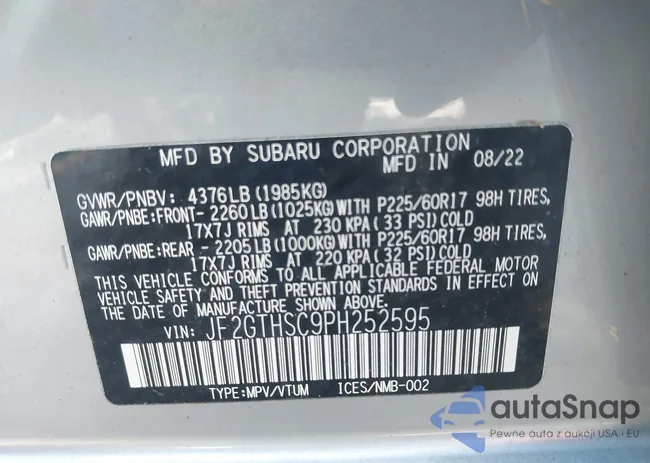 MFD BY SUBARU CORPORATION
MFD IN 08/22
GVWR/PNBV: 4376LB (1985KG)
GAWR/PNBE:FRONT- 2260LB (1025KG) WITH P225/60R17 98H TIRES,
17X7J RIMS AT 230 KPA (33 PSI) COLD
GAWR/PNBE:REAR - 2205LB (1000KG) WITH P225/60R17 98H TIRES,
17X7J RIMS AT 220 KPA (32 PSI) COLD
THIS VEHICLE CONFORMS TO ALL APPLICABLE FEDERAL MOTOR
VEHICLE SAFETY AND THEFT PREVENTION STANDARDS IN EFFECT ON
THE DATE OF MANUFACTURE SHOWN ABOVE.
VIN: JF2GTHSC9PH252595
TYPE:MPV/VTUM ICES/NMB-002
autaSnap
Pewne auta z aukcji USA i EU